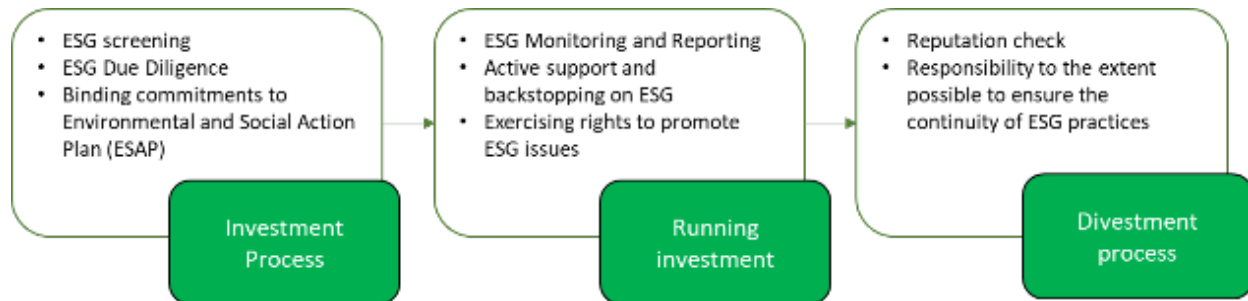 • ESG screening
• ESG Due Diligence
• Binding commitments to
Environmental and Social Action
Plan (ESAP)
Investment
Process
• ESG Monitoring and Reporting
• Active support and
backstopping on ESG
• Exercising rights to promote
ESG issues
Running
investment
• Reputation check
• Responsibility to the extent
possible to ensure the
continuity of ESG practices
Divestment
process